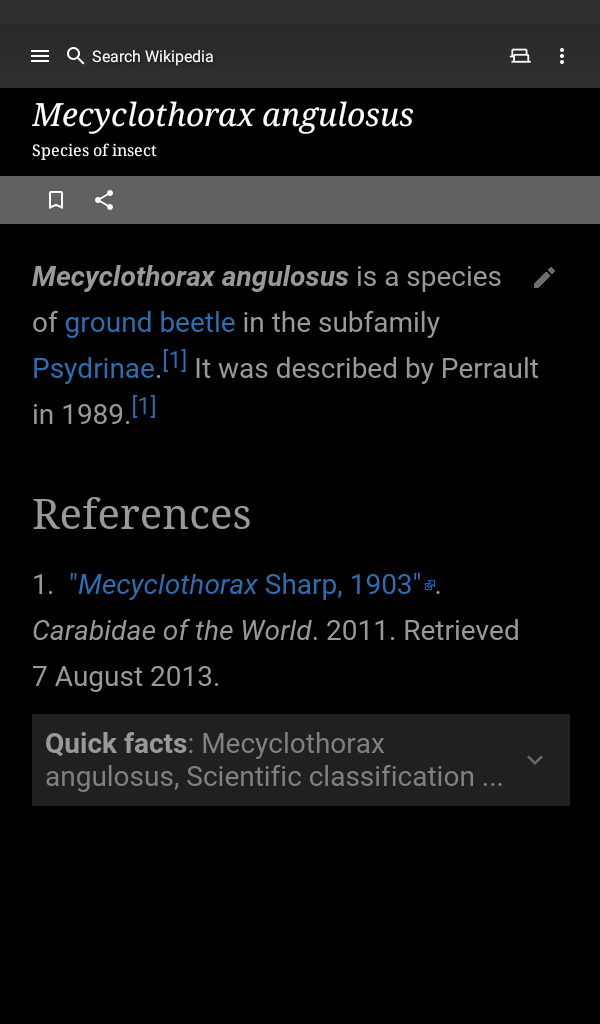 Search Wikipedia
Mecyclothorax angulosus
Species of insect
Mecyclothorax angulosus is a species
of ground beetle in the subfamily
Psydrinae.[1] It was described by Perrault
in 1989.[1]
References
1. "Mecyclothorax Sharp, 1903".
Carabidae of the World. 2011. Retrieved
7 August 2013.
Quick facts: Mecyclothorax
angulosus, Scientific classification ...